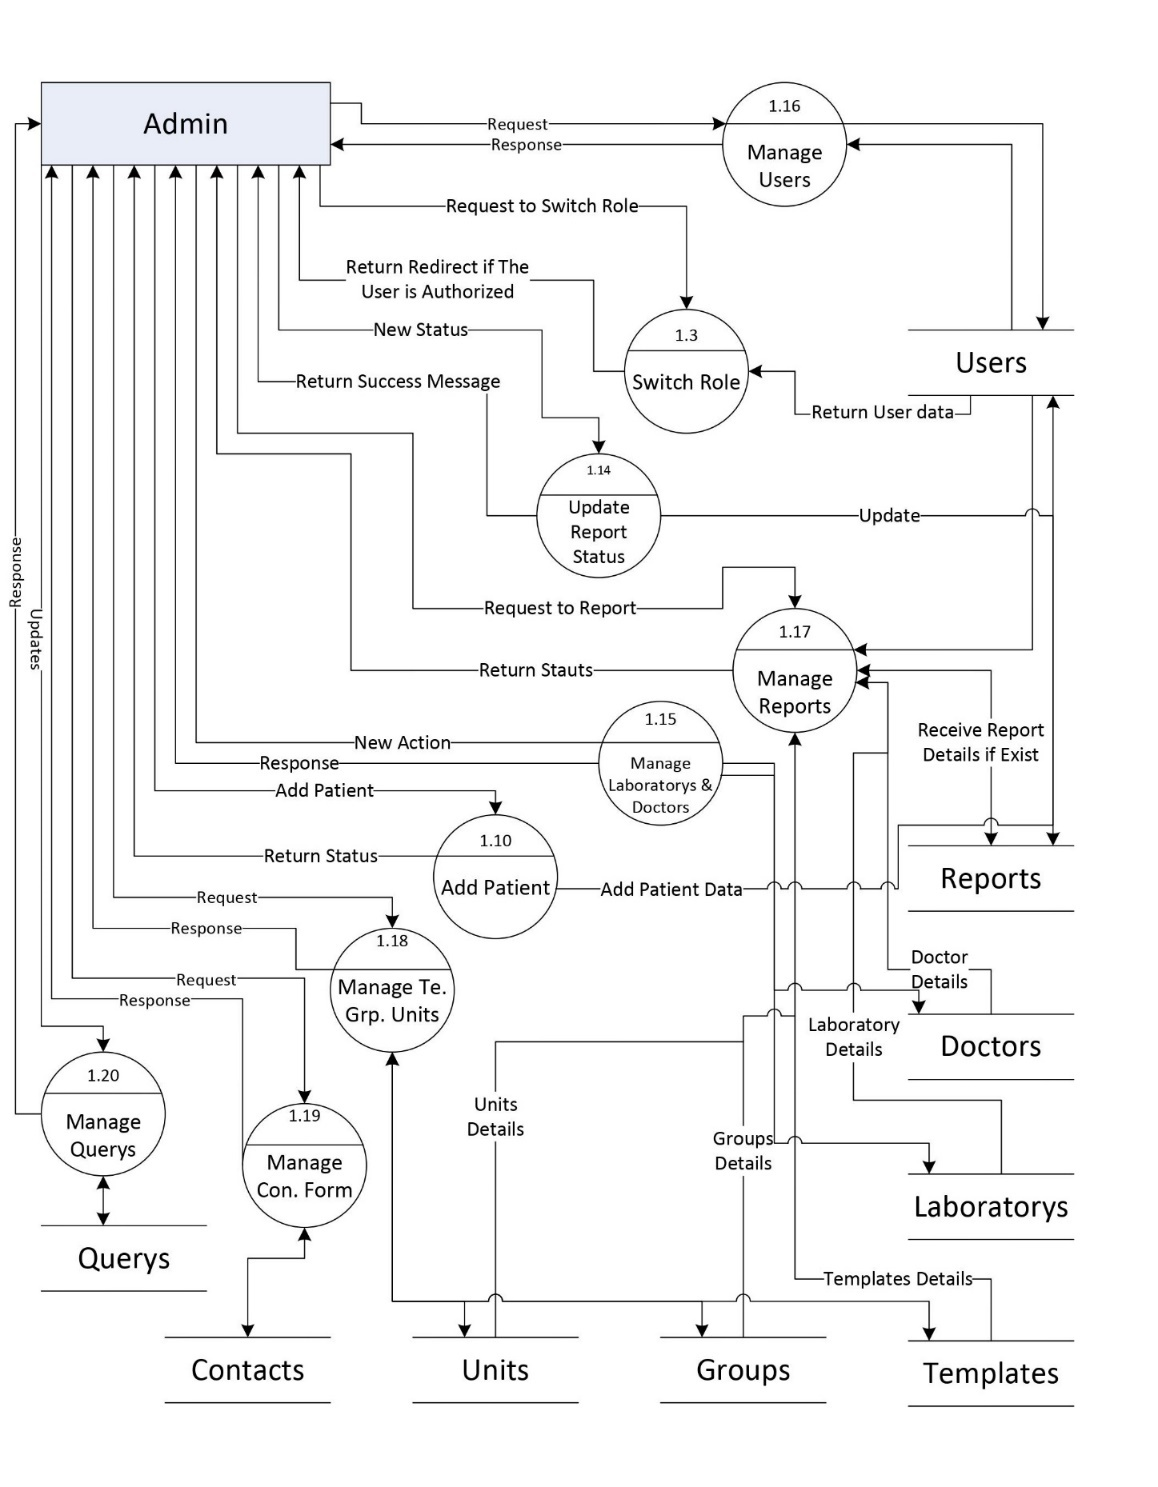 Admin
1.16
Manage
Users
Request
Response
Request to Switch Role
Return Redirect if The
User is Authorized
1.3
Switch Role
New Status
Users
Return Success Message
Return User data
1.14
Update
Report
Status
Update
Response
Updates
Request to Report
1.17
Manage
Reports
Return Stauts
1.15
Manage
Laboratorys &
Doctors
New Action
Response
Receive Report
Details if Exist
Add Patient
1.10
Add Patient
Return Status
Add Patient Data
Reports
Request
Response
1.18
Manage Te.
Grp. Units
Request
Response
Doctor
Details
Laboratory
Details
Doctors
1.20
Manage
Querys
1.19
Manage
Con. Form
Units
Details
Groups
Details
Laboratorys
Querys
Templates Details
Contacts
Units
Groups
Templates